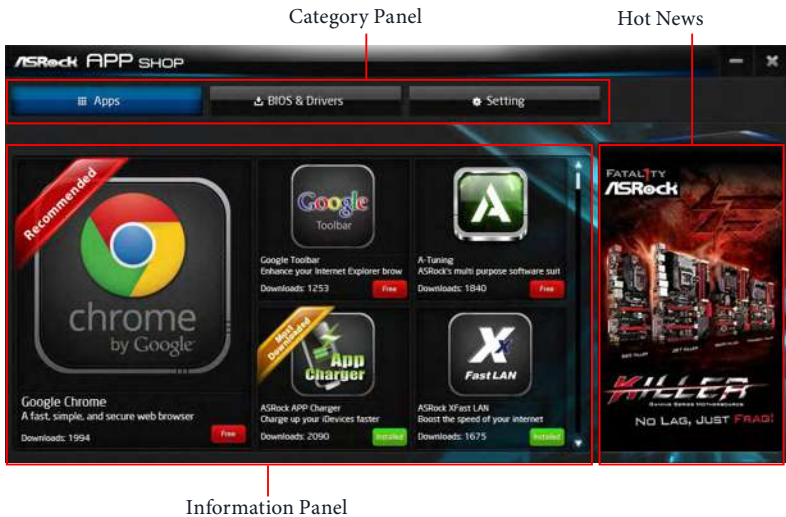 Category Panel
Hot News
ASRock APP SHOP
Apps
BIOS & Drivers
Setting
Recommended
chrome
by Google
Google Chrome
A fast, simple, and secure web browser
Downloads: 1994
Free
Google
Toolbar
Google Toolbar
Enhance your Internet Explorer brow
Downloads: 1253
Free
A
A-Tuning
ASRock's multi purpose software suit
Downloads: 1840
Free
Most
Downloaded
App
Charger
ASRock APP Charger
Charge up your iDevices faster
Downloads: 2090
Installed
X
Fast LAN
ASRock XFast LAN
Boost the speed of your internet
Downloads: 1675
Installed
FATAL1TY
ASRock
KILLER
GAMING SERIES MOTHERBOARDS
NO LAG, JUST FRAG!
Information Panel